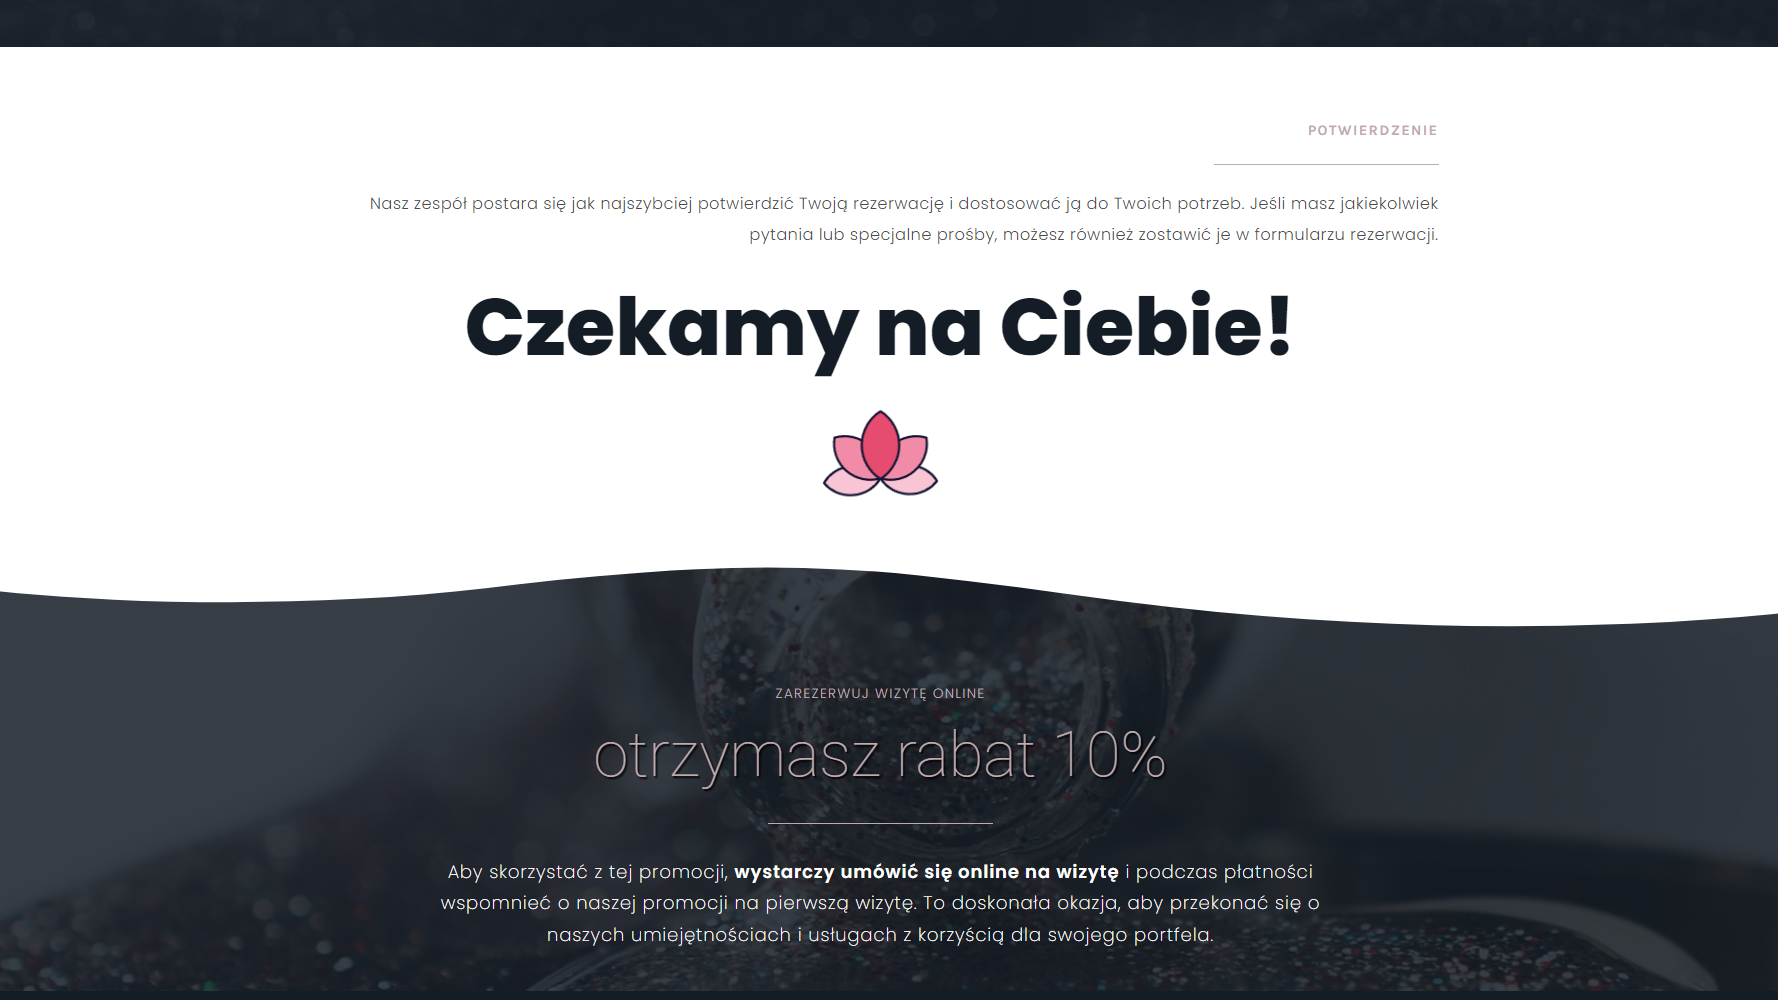 POTWIERDZENIE
Nasz zespół postara się jak najszybciej potwierdzić Twoją rezerwację i dostosować ją do Twoich potrzeb. Jeśli masz jakiekolwiek
pytania lub specjalne prośby, możesz również zostawić je w formularzu rezerwacji.
Czekamy na Ciebie!
ZAREZERWUJ WIZYTĘ ONLINE
otrzymasz rabat 10%
Aby skorzystać z tej promocji, wystarczy umówić się online na wizytę i podczas płatności
wspomnieć o naszej promocji na pierwszą wizytę. To doskonała okazja, aby przekonać się o
naszych umiejętnościach i usługach z korzyścią dla swojego portfela.